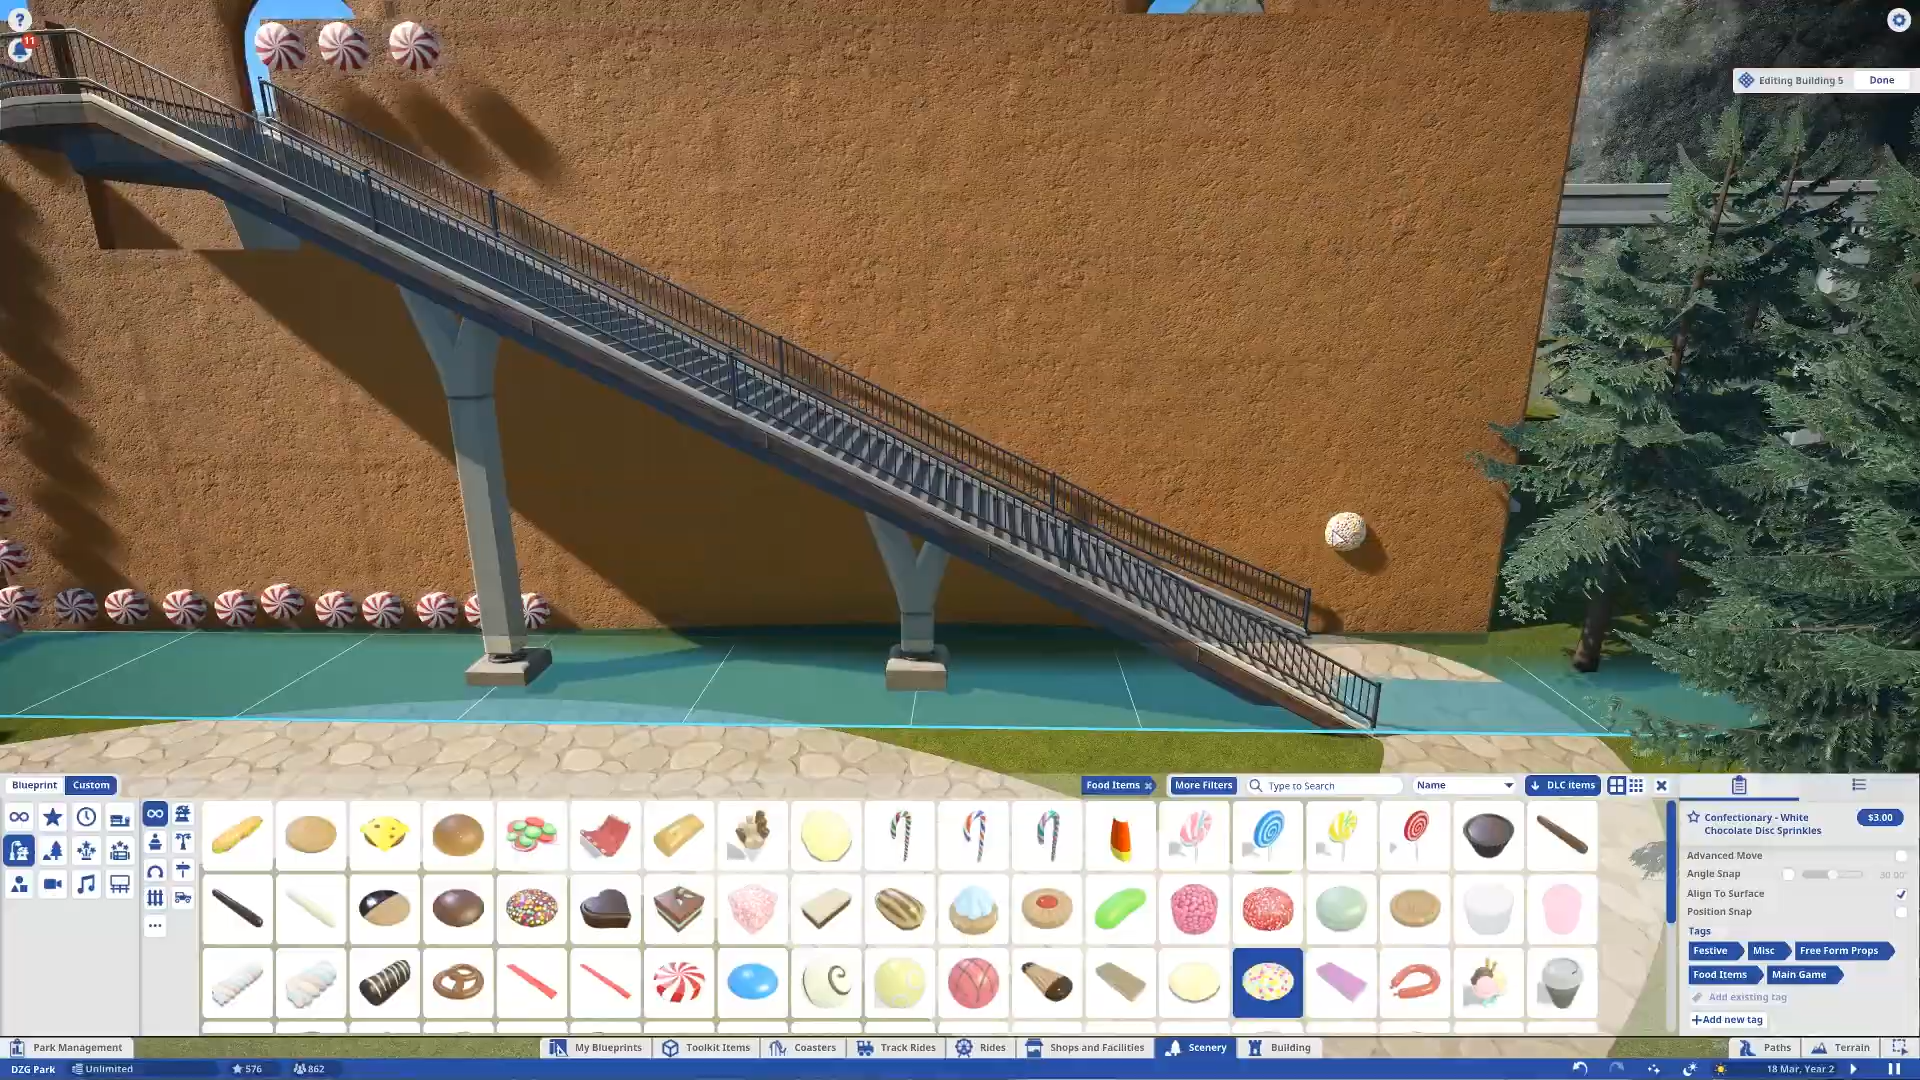 ?
11
Editing Building 5
Done
Blueprint
Custom
Food Items ×
More Filters
Type to Search
Name
DLC items
Confectionary - White
Chocolate Disc Sprinkles
$3.00
Advanced Move
Angle Snap
30.00°
Align To Surface
Position Snap
Tags
Festive
Misc
Free Form Props
Food Items
Main Game
Add existing tag
+Add new tag
Park Management
My Blueprints
Toolkit Items
Coasters
Track Rides
Rides
Shops and Facilities
Scenery
Building
Paths
Terrain
DZG Park
Unlimited
576
862
18 Mar, Year 2